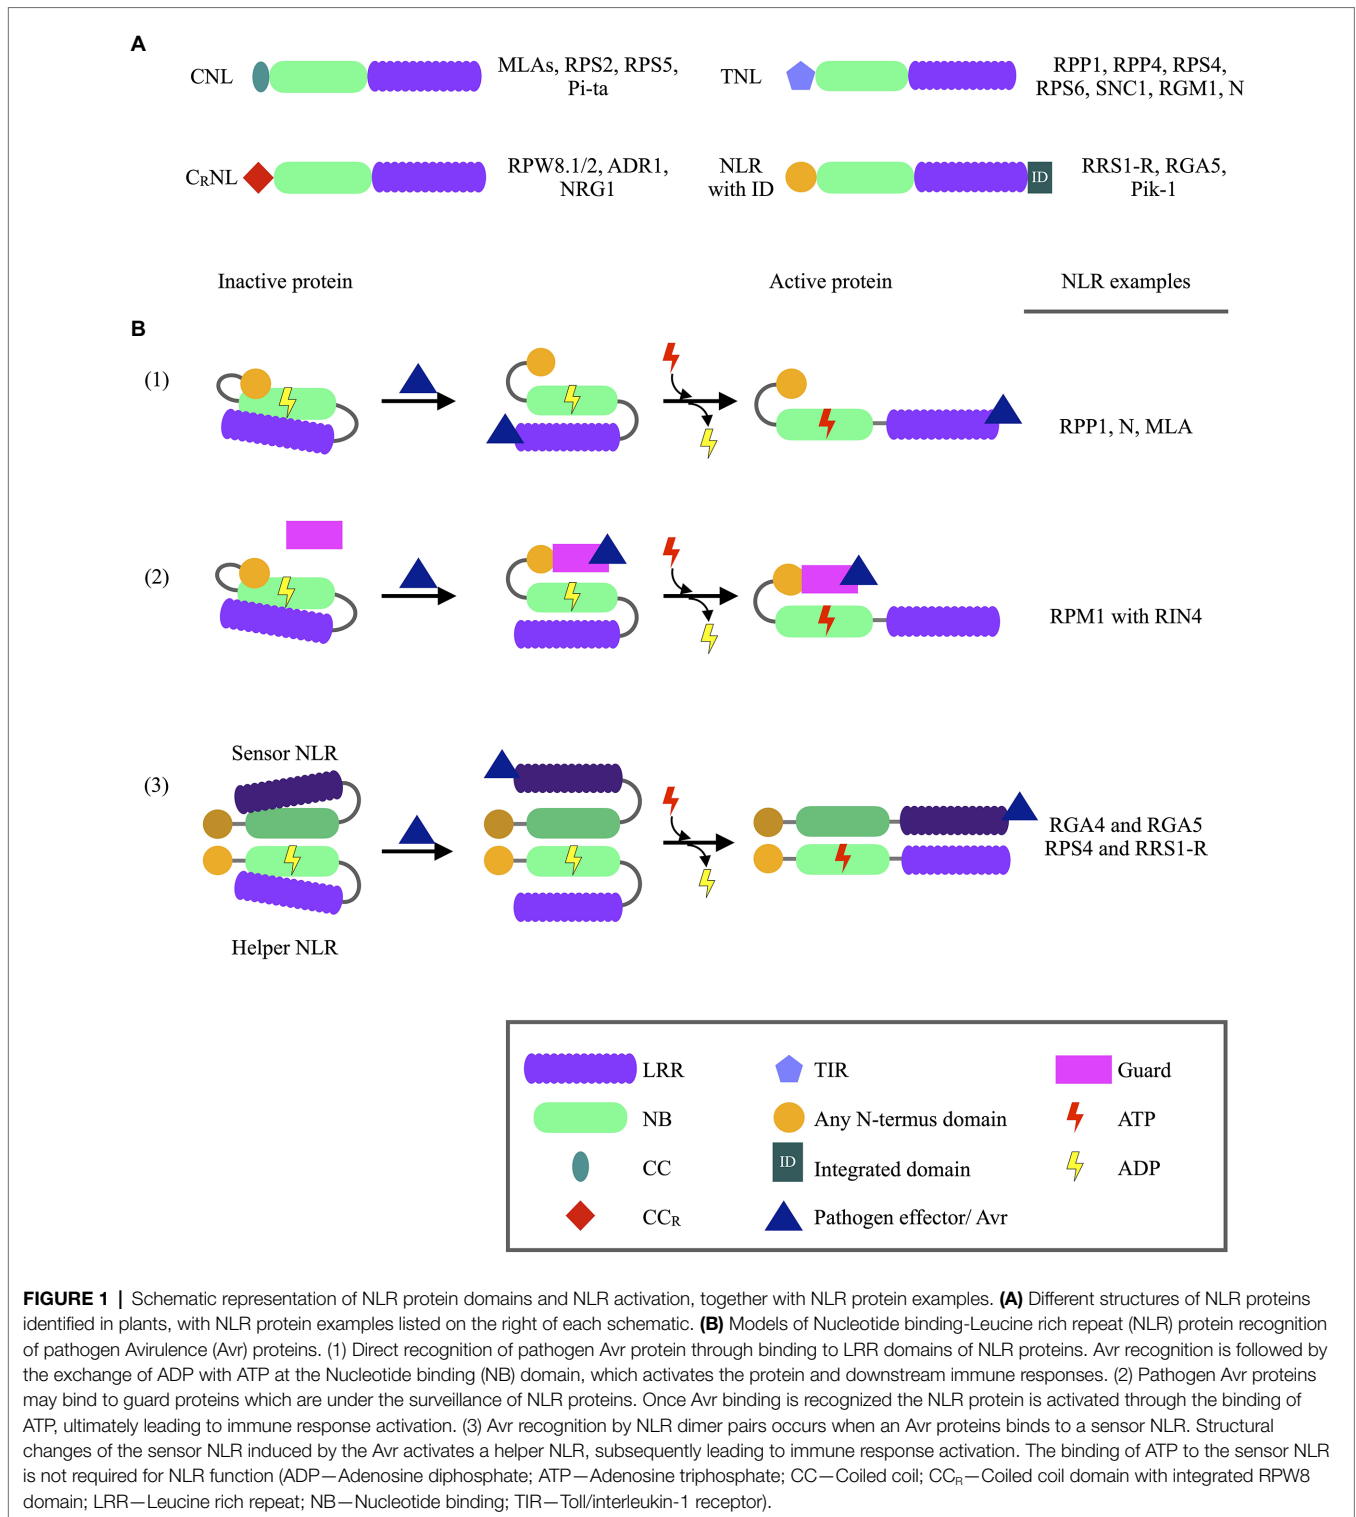 A
CNL
MLAs, RPS2, RPS5,
Pi-ta
TNL
RPP1, RPP4, RPS4,
RPS6, SNC1, RGM1, N
CRNL
RPW8.1/2, ADR1,
NRG1
NLR
with ID
ID
RRS1-R, RGA5,
Pik-1
Inactive protein
Active protein
NLR examples
B
(1)
RPP1, N, MLA
(2)
RPM1 with RIN4
(3)
Sensor NLR
Helper NLR
RGA4 and RGA5
RPS4 and RRS1-R
LRR
TIR
Guard
NB
Any N-termus domain
ATP
CC
ID
Integrated domain
ADP
CCR
Pathogen effector/ Avr
FIGURE 1 | Schematic representation of NLR protein domains and NLR activation, together with NLR protein examples. (A) Different structures of NLR proteins
identified in plants, with NLR protein examples listed on the right of each schematic. (B) Models of Nucleotide binding-Leucine rich repeat (NLR) protein recognition
of pathogen Avirulence (Avr) proteins. (1) Direct recognition of pathogen Avr protein through binding to LRR domains of NLR proteins. Avr recognition is followed by
the exchange of ADP with ATP at the Nucleotide binding (NB) domain, which activates the protein and downstream immune responses. (2) Pathogen Avr proteins
may bind to guard proteins which are under the surveillance of NLR proteins. Once Avr binding is recognized the NLR protein is activated through the binding of
ATP, ultimately leading to immune response activation. (3) Avr recognition by NLR dimer pairs occurs when an Avr proteins binds to a sensor NLR. Structural
changes of the sensor NLR induced by the Avr activates a helper NLR, subsequently leading to immune response activation. The binding of ATP to the sensor NLR
is not required for NLR function (ADP—Adenosine diphosphate; ATP—Adenosine triphosphate; CC—Coiled coil; CCR—Coiled coil domain with integrated RPW8
domain; LRR—Leucine rich repeat; NB—Nucleotide binding; TIR—Toll/interleukin-1 receptor).